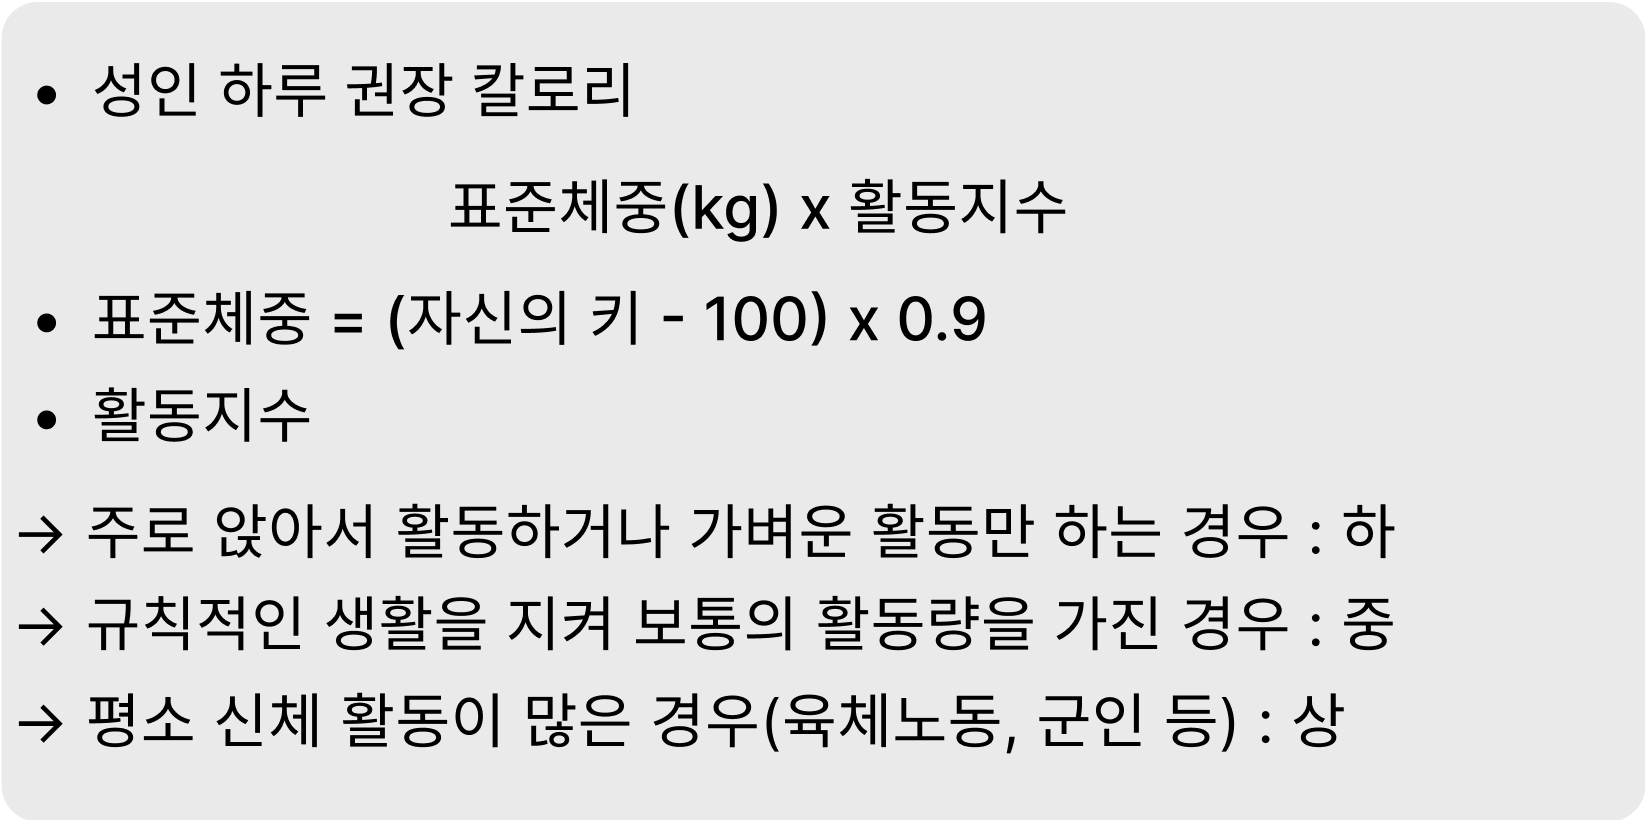 • 성인 하루 권장 칼로리
표준체중(kg) x 활동지수
• 표준체중 = (자신의 키 - 100) x 0.9
• 활동지수
→ 주로 앉아서 활동하거나 가벼운 활동만 하는 경우 : 하
→ 규칙적인 생활을 지켜 보통의 활동량을 가진 경우 : 중
→ 평소 신체 활동이 많은 경우(육체노동, 군인 등) : 상